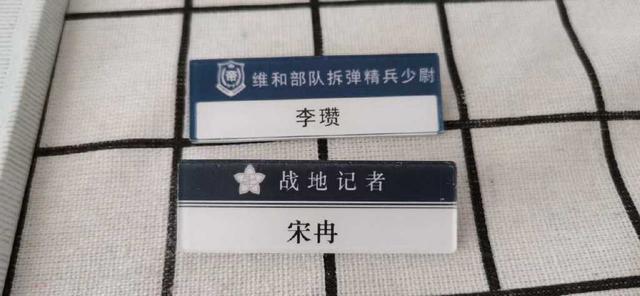 维和部队拆弹精兵少尉
李瓒
战地记者
宋冉